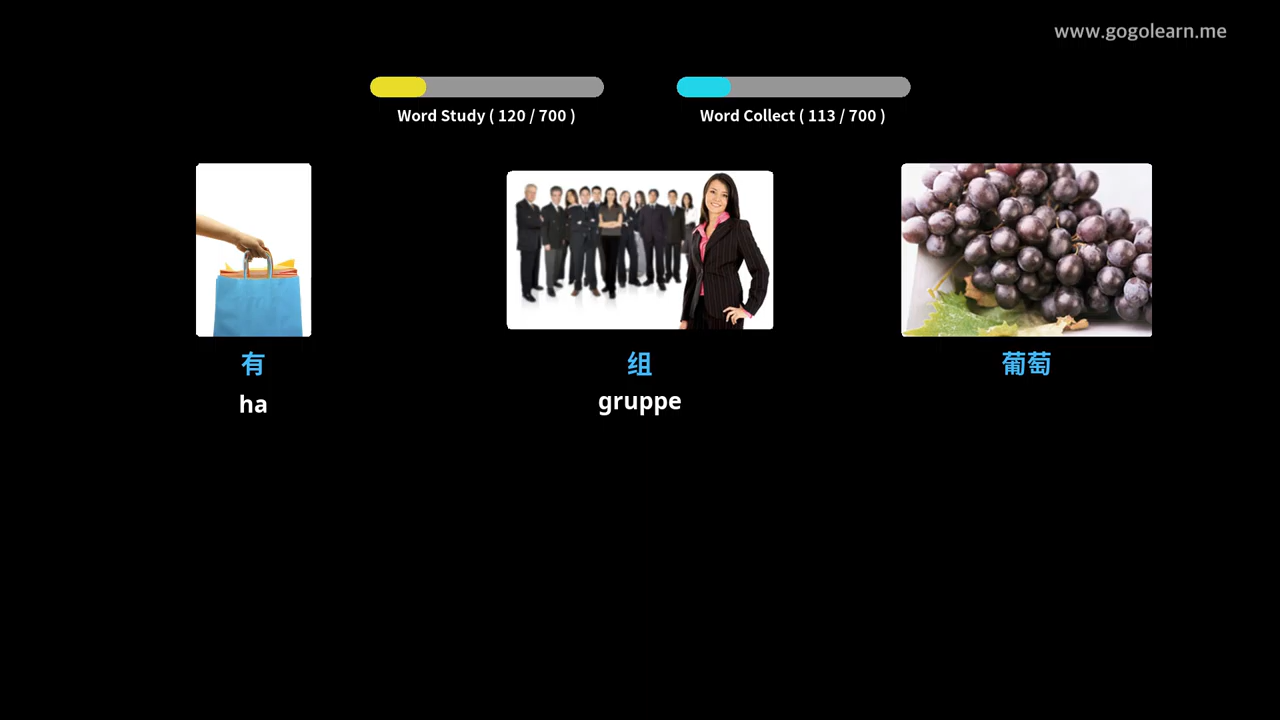 www.gogolearn.me
Word Study ( 120 / 700 )
Word Collect ( 113 / 700 )
有
组
葡萄
ha
gruppe